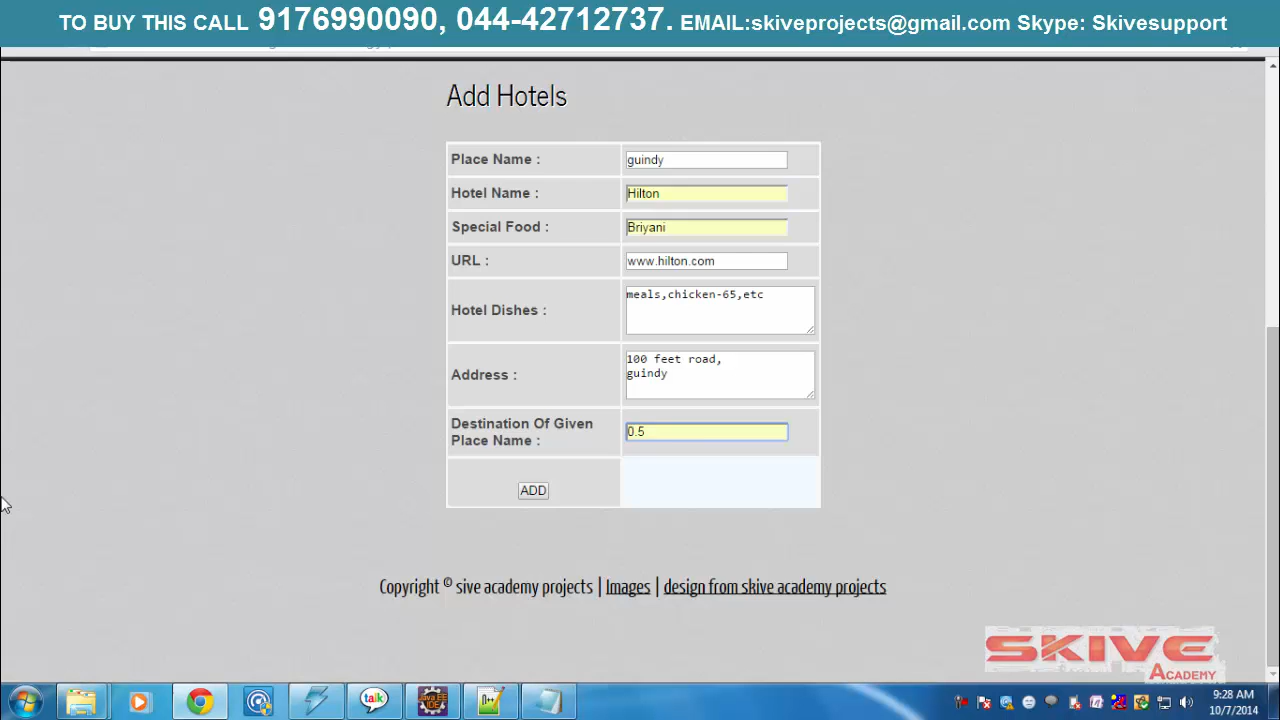 TO BUY THIS CALL 9176990090, 044-42712737. EMAIL:skiveprojects@gmail.com Skype: Skivesupport
Add Hotels
Place Name : guindy
Hotel Name : Hilton
Special Food : Briyani
URL : www.hilton.com
Hotel Dishes : meals,chicken-65,etc
Address : 100 feet road,
guindy
Destination Of Given
Place Name : 0.5
ADD
Copyright © sive academy projects | Images | design from skive academy projects
SKIVE
ACADEMY
talk
Java EE
IDE
9:28 AM
10/7/2014